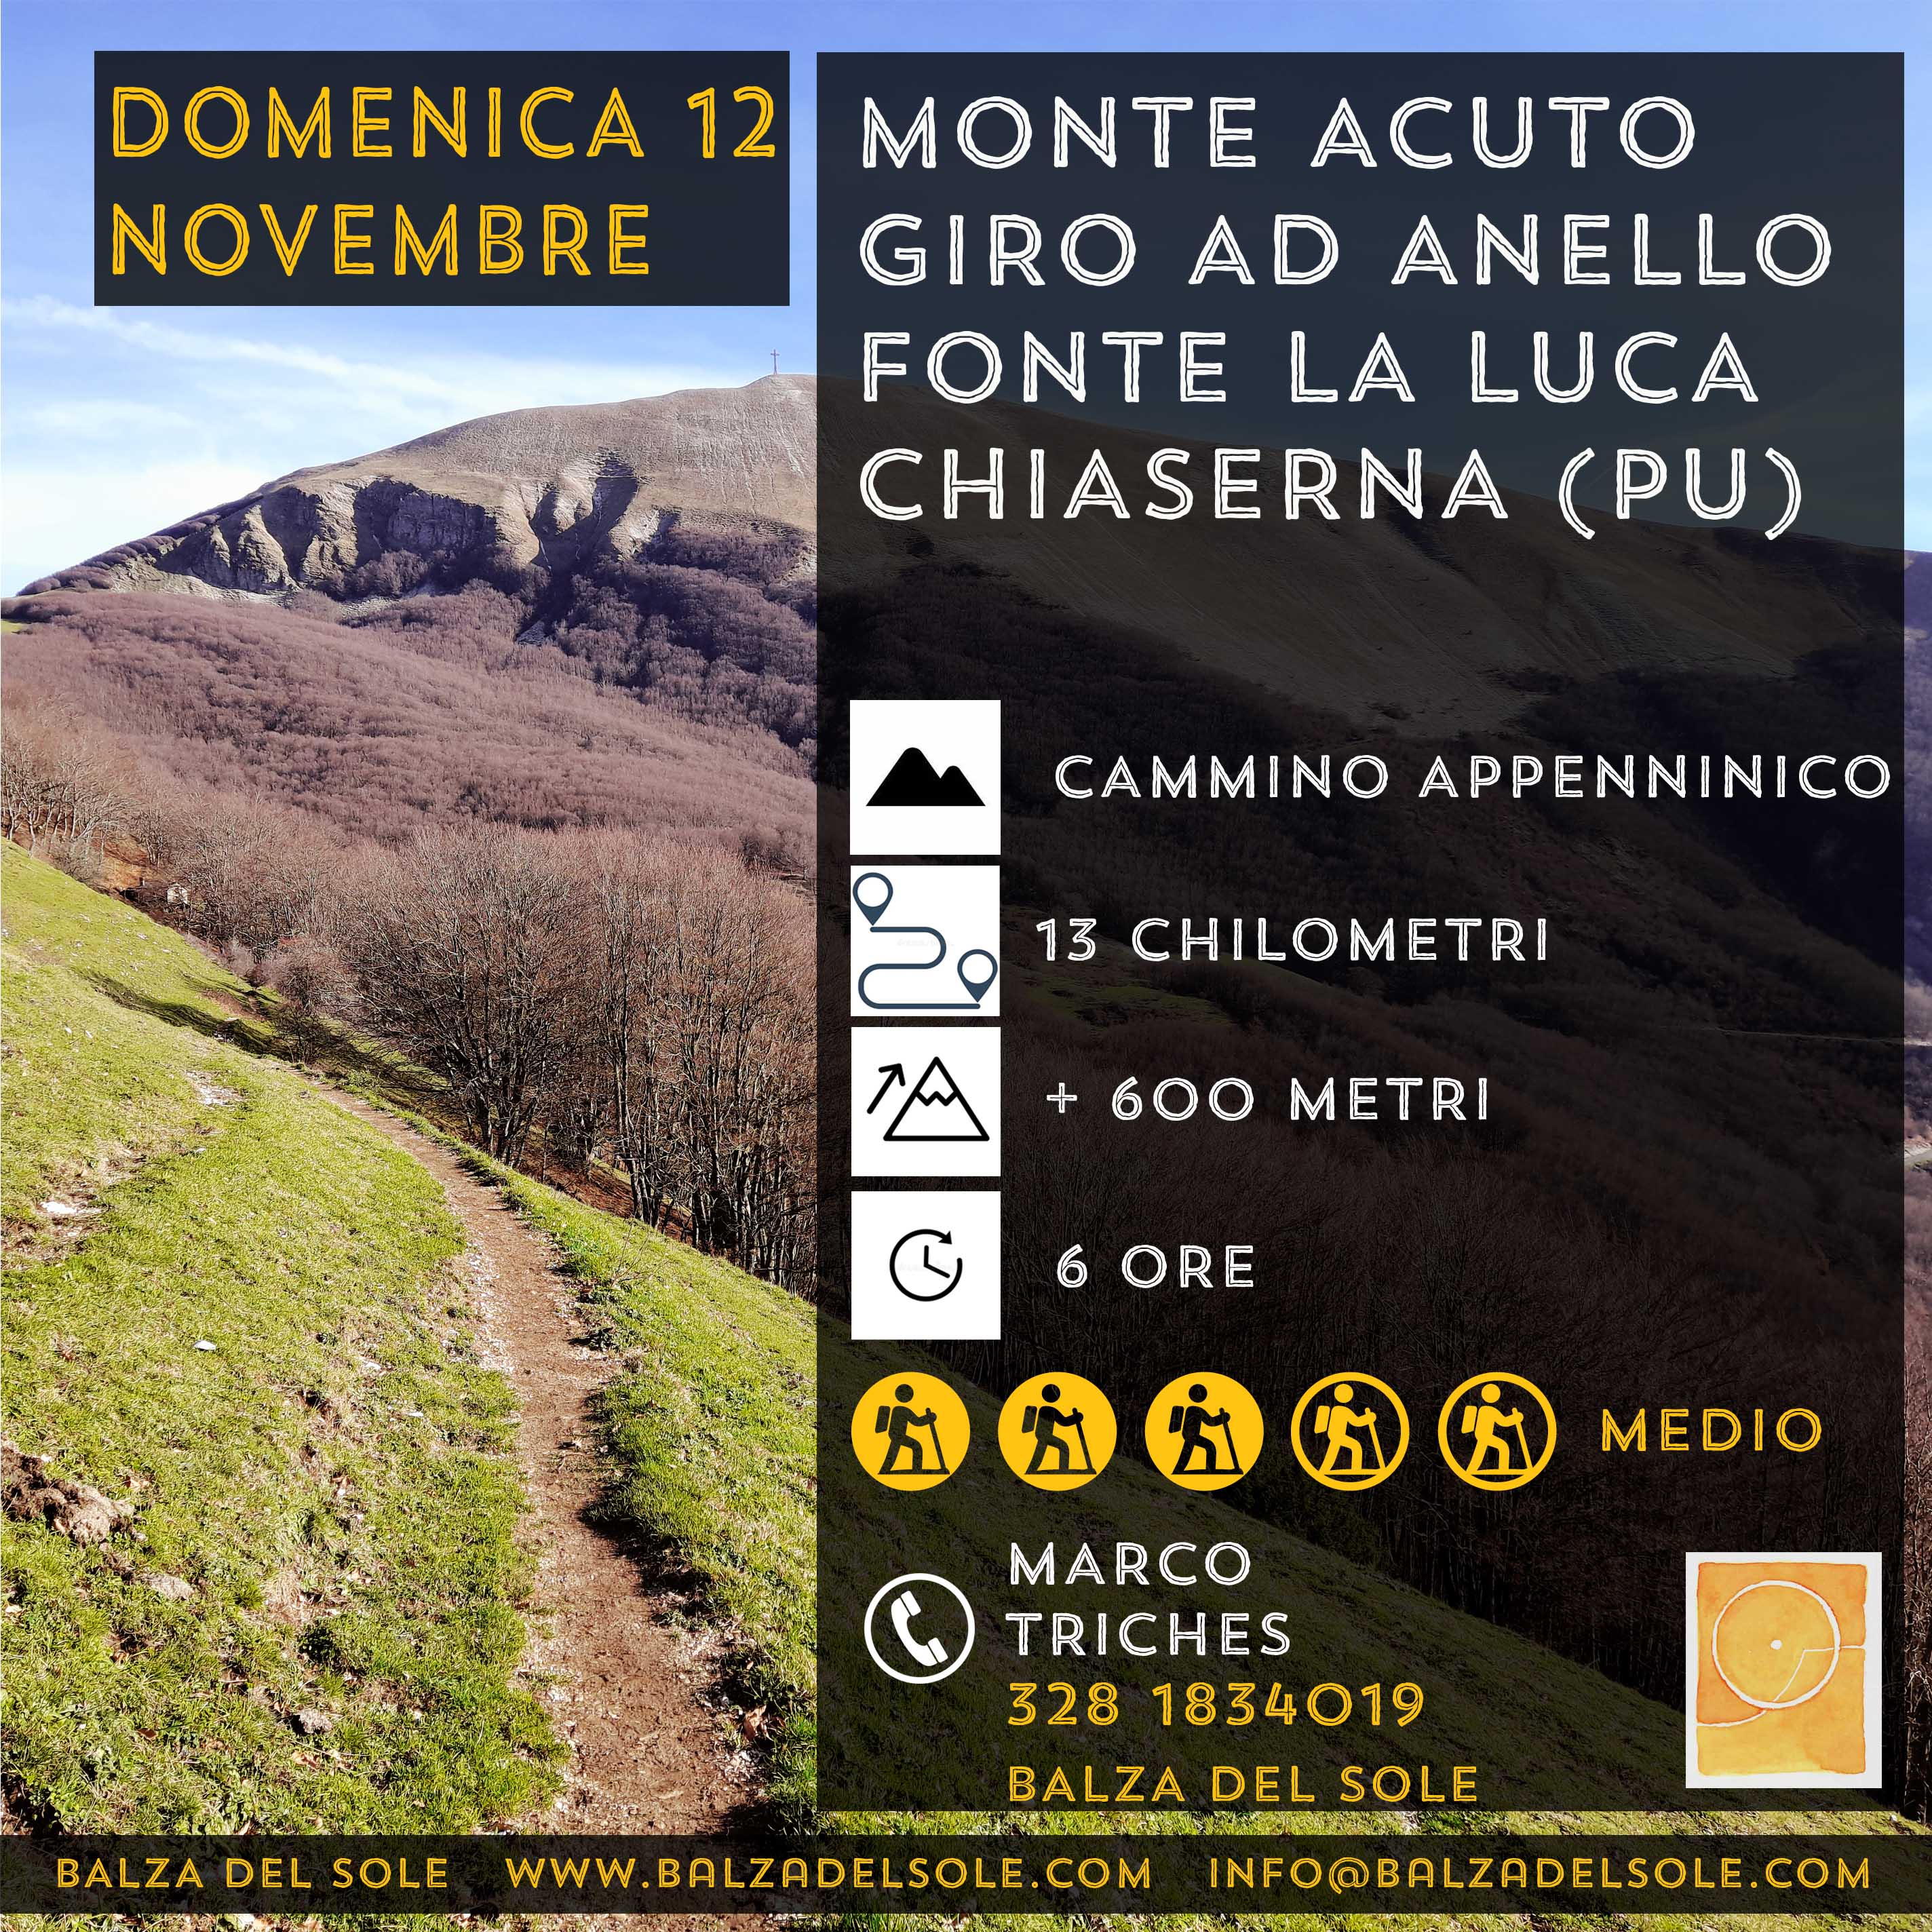 DOMENICA 12
NOVEMBRE
MONTE ACUTO
GIRO AD ANELLO
FONTE LA LUCA
CHIASERNA (PU)
CAMMINO APPENNINICO
13 CHILOMETRI
+ 600 METRI
6 ORE
MEDIO
MARCO
TRICHES
328 1834019
BALZA DEL SOLE
BALZA DEL SOLE WWW.BALZADELSOLE.COM INFO@BALZADELSOLE.COM